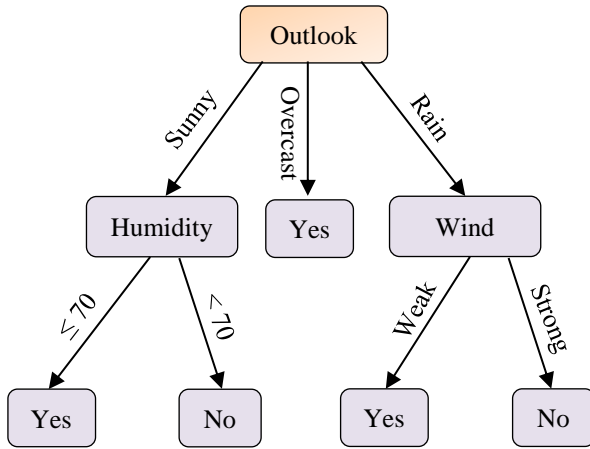 Outlook
Sunny
Overcast
Rain
Humidity
Yes
Wind
≤ 70
< 70
Weak
Strong
Yes
No
Yes
No